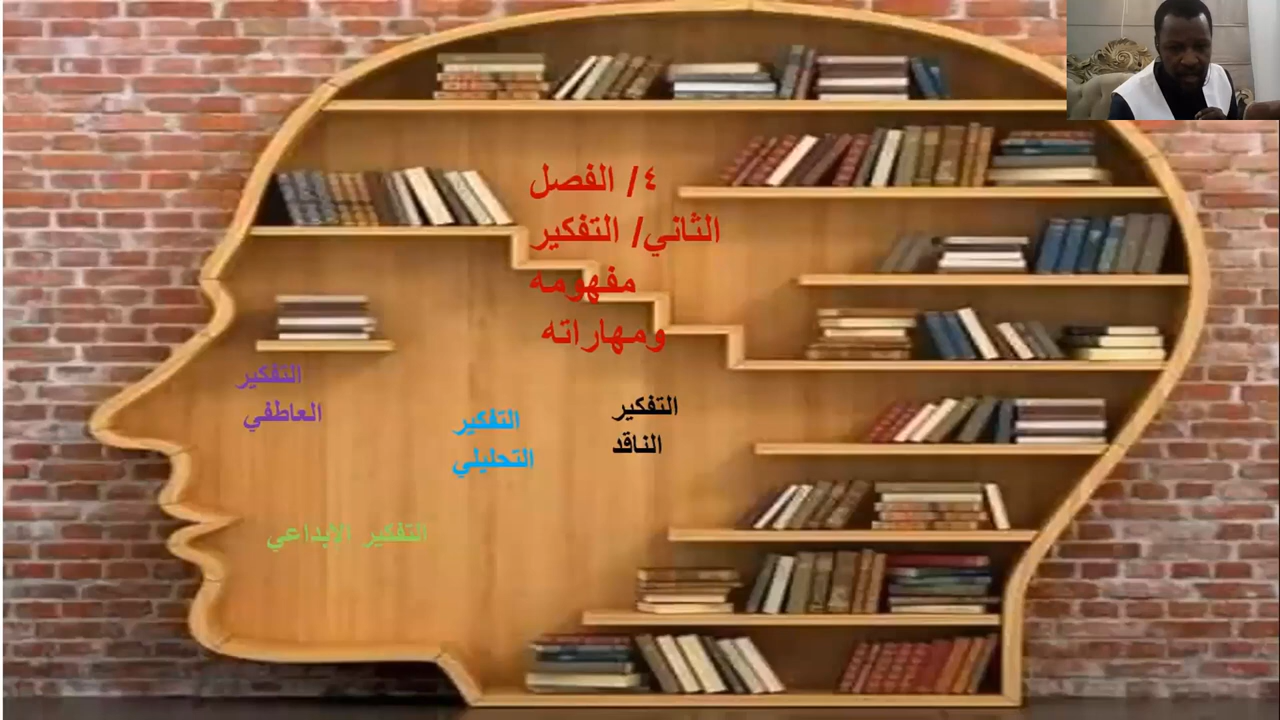 ٤/ الفصل
الثاني/ التفكير
مفهومه
ومهاراته
التفكير
الناقد
التفكير
التحليلي
التفكير
العاطفي
التفكير الإبداعي